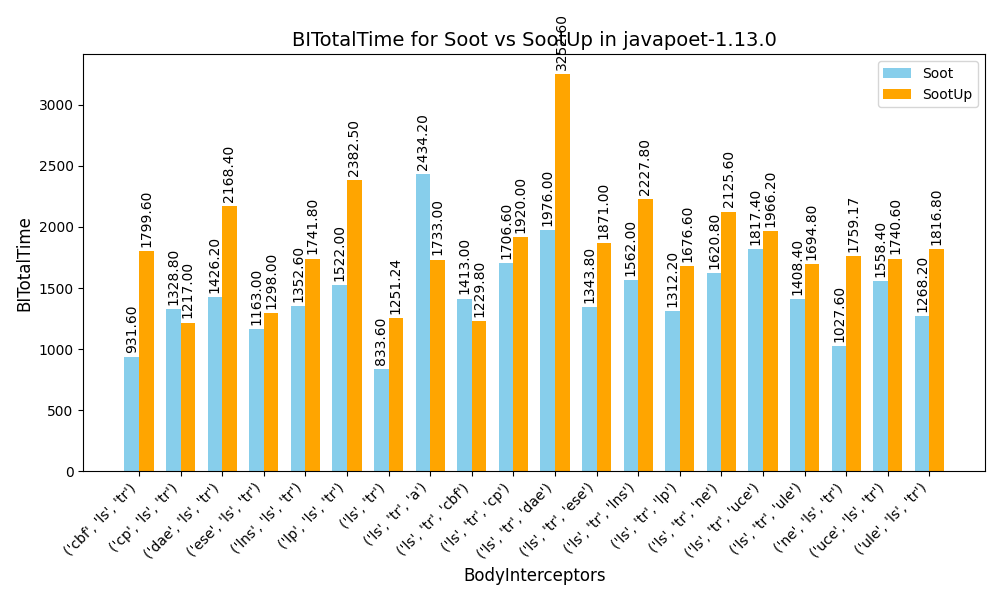 BITotalTime for Soot vs SootUp in javapoet-1.13.0
Soot
SootUp
BITotalTime
3000
2500
2000
1500
1000
500
0
931.60
1799.60
1328.80
1217.00
1426.20
2168.40
1163.00
1298.00
1352.60
1741.80
1522.00
2382.50
833.60
1251.24
2434.20
1733.00
1413.00
1229.80
1706.60
1920.00
1976.00
3252.60
1343.80
1871.00
1562.00
2227.80
1312.20
1676.60
1620.80
2125.60
1817.40
1966.20
1408.40
1694.80
1027.60
1759.17
1558.40
1740.60
1268.20
1816.80
('cbf', 'ls', 'tr')
('cp', 'ls', 'tr')
('dae', 'ls', 'tr')
('ese', 'ls', 'tr')
('lns', 'ls', 'tr')
('lp', 'ls', 'tr')
('ls', 'tr')
('ls', 'tr', 'a')
('ls', 'tr', 'cbf')
('ls', 'tr', 'cp')
('ls', 'tr', 'dae')
('ls', 'tr', 'ese')
('ls', 'tr', 'lns')
('ls', 'tr', 'lp')
('ls', 'tr', 'ne')
('ls', 'tr', 'uce')
('ls', 'tr', 'ule')
('ne', 'ls', 'tr')
('uce', 'ls', 'tr')
('ule', 'ls', 'tr')
BodyInterceptors